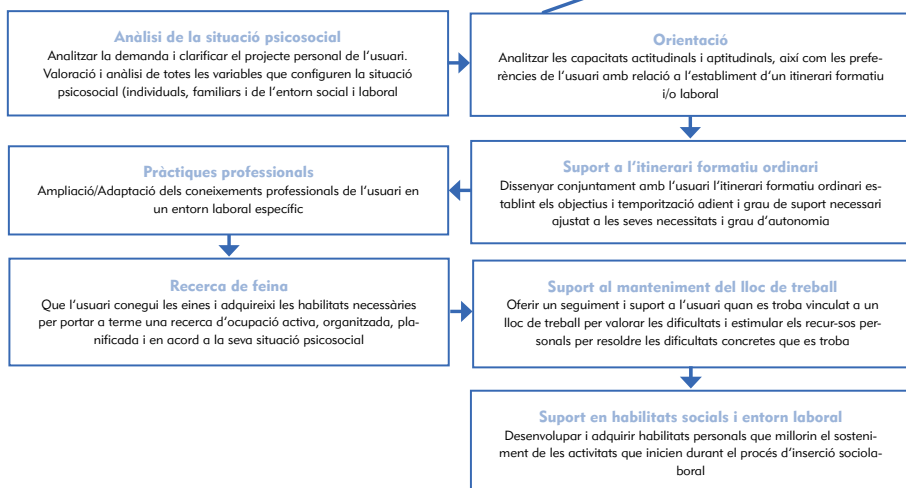 Anàlisi de la situació psicosocial
Analitzar la demanda i clarificar el projecte personal de l'usuari.
Valoració i anàlisi de totes les variables que configuren la situació
psicosocial (individuals, familiars i de l'entorn social i laboral
Orientació
Analitzar les capacitats actitudinals i aptitudinals, així com les prefe-
rències de l'usuari amb relació a l'establiment d'un itinerari formatiu
i/o laboral
Suport a l'itinerari formatiu ordinari
Dissenyar conjuntament amb l'usuari l'itinerari formatiu ordinari es-
tablint els objectius i temporització adient i grau de suport necessari
ajustat a les seves necessitats i grau d'autonomia
Pràctiques professionals
Ampliació/Adaptació dels coneixements professionals de l'usuari en
un entorn laboral específic
Recerca de feina
Que l'usuari conegui les eines i adquireixi les habilitats necessàries
per portar a terme una recerca d'ocupació activa, organitzada, pla-
nificada i en acord a la seva situació psicosocial
Suport al manteniment del lloc de treball
Oferir un seguiment i suport a l'usuari quan es troba vinculat a un
lloc de treball per valorar les dificultats i estimular els recur-sos per-
sonals per resoldre les dificultats concretes que es troba
Suport en habilitats socials i entorn laboral
Desenvolupar i adquirir habilitats personals que millorin el sosteni-
ment de les activitats que inicien durant el procés d'inserció sociola-
boral